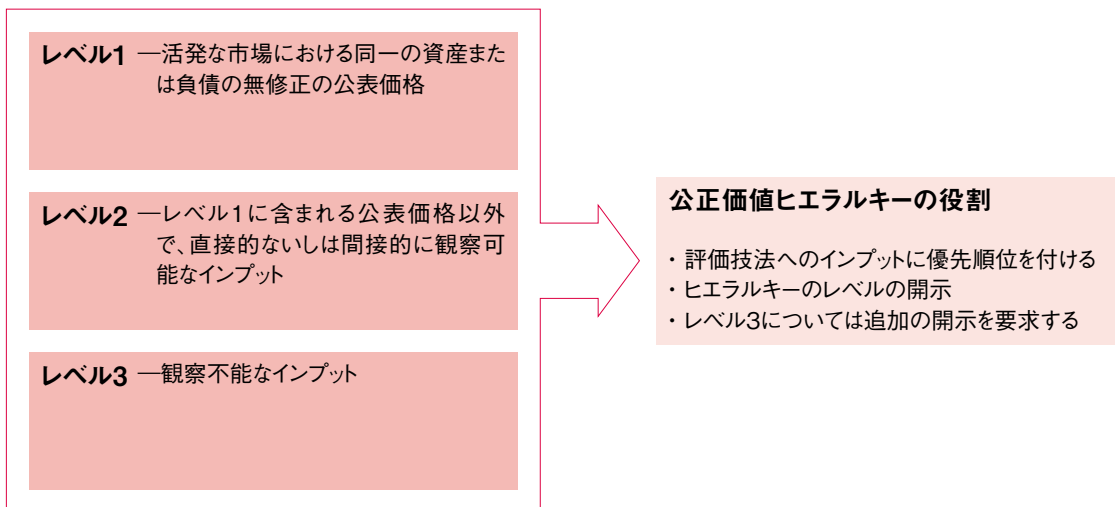 レベル1 ―活発な市場における同一の資産また
は負債の無修正の公表価格
レベル2 ―レベル1に含まれる公表価格以外
で、直接的ないしは間接的に観察可
能なインプット
レベル3 ―観察不能なインプット
公正価値ヒエラルキーの役割
・評価技法へのインプットに優先順位を付ける
・ヒエラルキーのレベルの開示
・レベル3については追加の開示を要求する